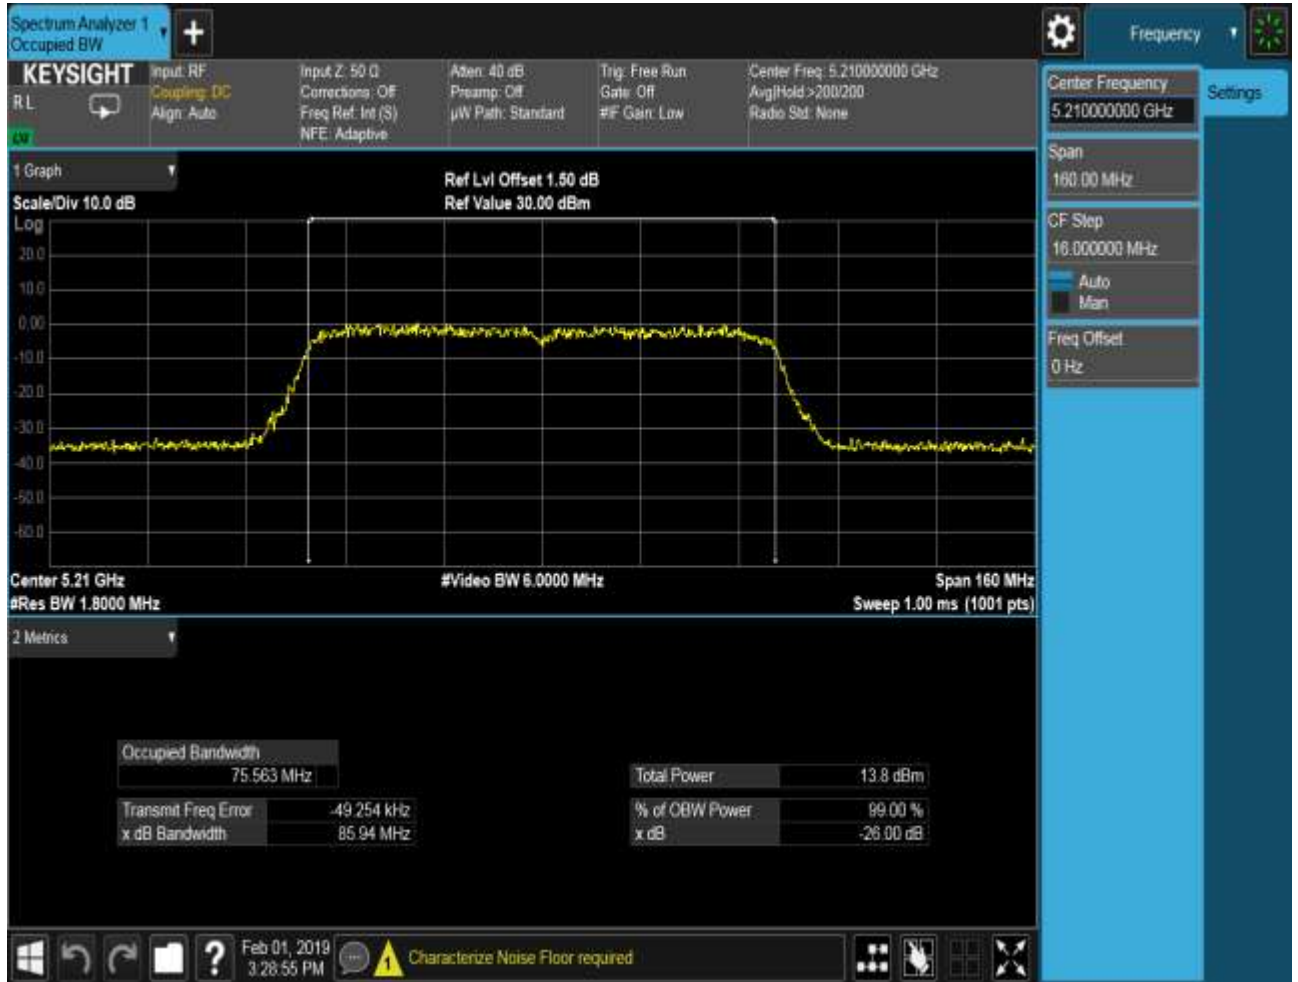 Spectrum Analyzer 1
Occupied BW
Frequency
KEYSIGHT
R L
Input: RF
Coupling: DC
Align: Auto
Input Z: 50 Ω
Corrections: Off
Freq Ref: Int (S)
NFE: Adaptive
Atten: 40 dB
Preamp: Off
µW Path: Standard
Trig: Free Run
Gate: Off
#IF Gain: Low
Center Freq: 5.210000000 GHz
Avg|Hold:>200/200
Radio Std: None
Center Frequency
5.210000000 GHz
Settings
Span
160.00 MHz
CF Step
16.000000 MHz
Auto
Man
Freq Offset
0 Hz
1 Graph
Scale/Div 10.0 dB
Ref Lvl Offset 1.50 dB
Ref Value 30.00 dBm
Log
20.0
10.0
0.00
-10.0
-20.0
-30.0
-40.0
-50.0
-60.0
Center 5.21 GHz
#Video BW 6.0000 MHz
Span 160 MHz
#Res BW 1.8000 MHz
Sweep 1.00 ms (1001 pts)
2 Metrics
Occupied Bandwidth
75.563 MHz
Total Power 13.8 dBm
Transmit Freq Error -49.254 kHz
% of OBW Power 99.00 %
x dB Bandwidth 85.94 MHz
x dB -26.00 dB
Feb 01, 2019
3:28:55 PM
1
Characterize Noise Floor required